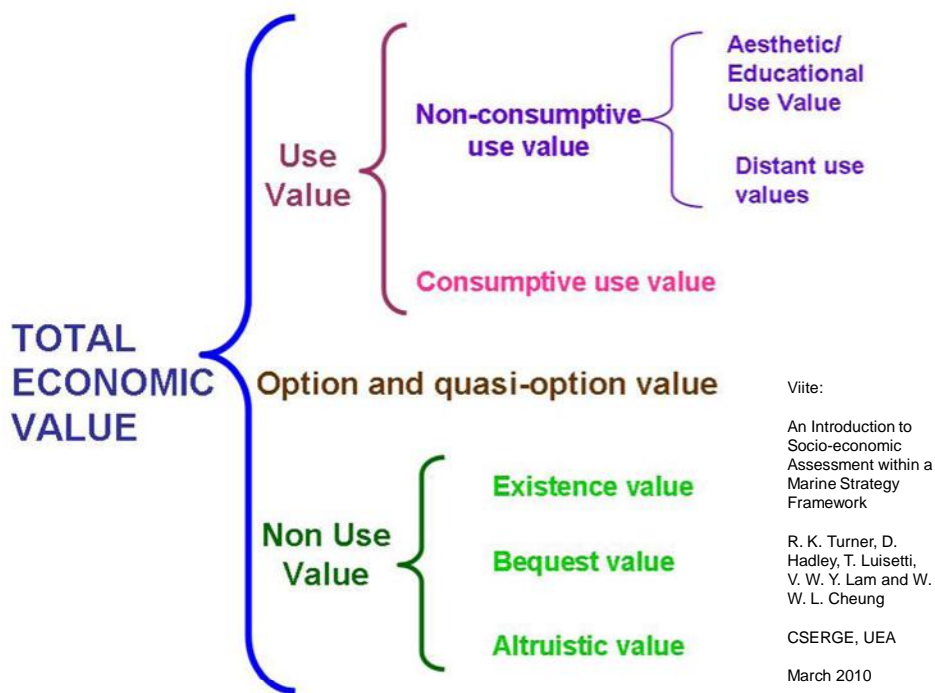 TOTAL
ECONOMIC
VALUE
Use
Value
Non-consumptive
use value
Aesthetic/
Educational
Use Value
Distant use
values
Consumptive use value
Option and quasi-option value
Non Use
Value
Existence value
Bequest value
Altruistic value
Viite:
An Introduction to
Socio-economic
Assessment within a
Marine Strategy
Framework
R. K. Turner, D.
Hadley, T. Luisetti,
V. W. Y. Lam and W.
W. L. Cheung
CSERGE, UEA
March 2010